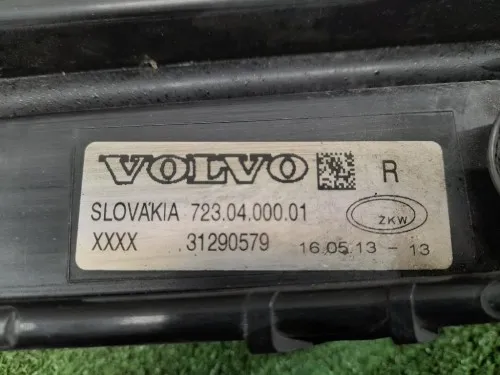 VOLVO R
SLOVAKIA 723.04.000.01 ZKW
XXXX 31290579 16.05.13 - 13